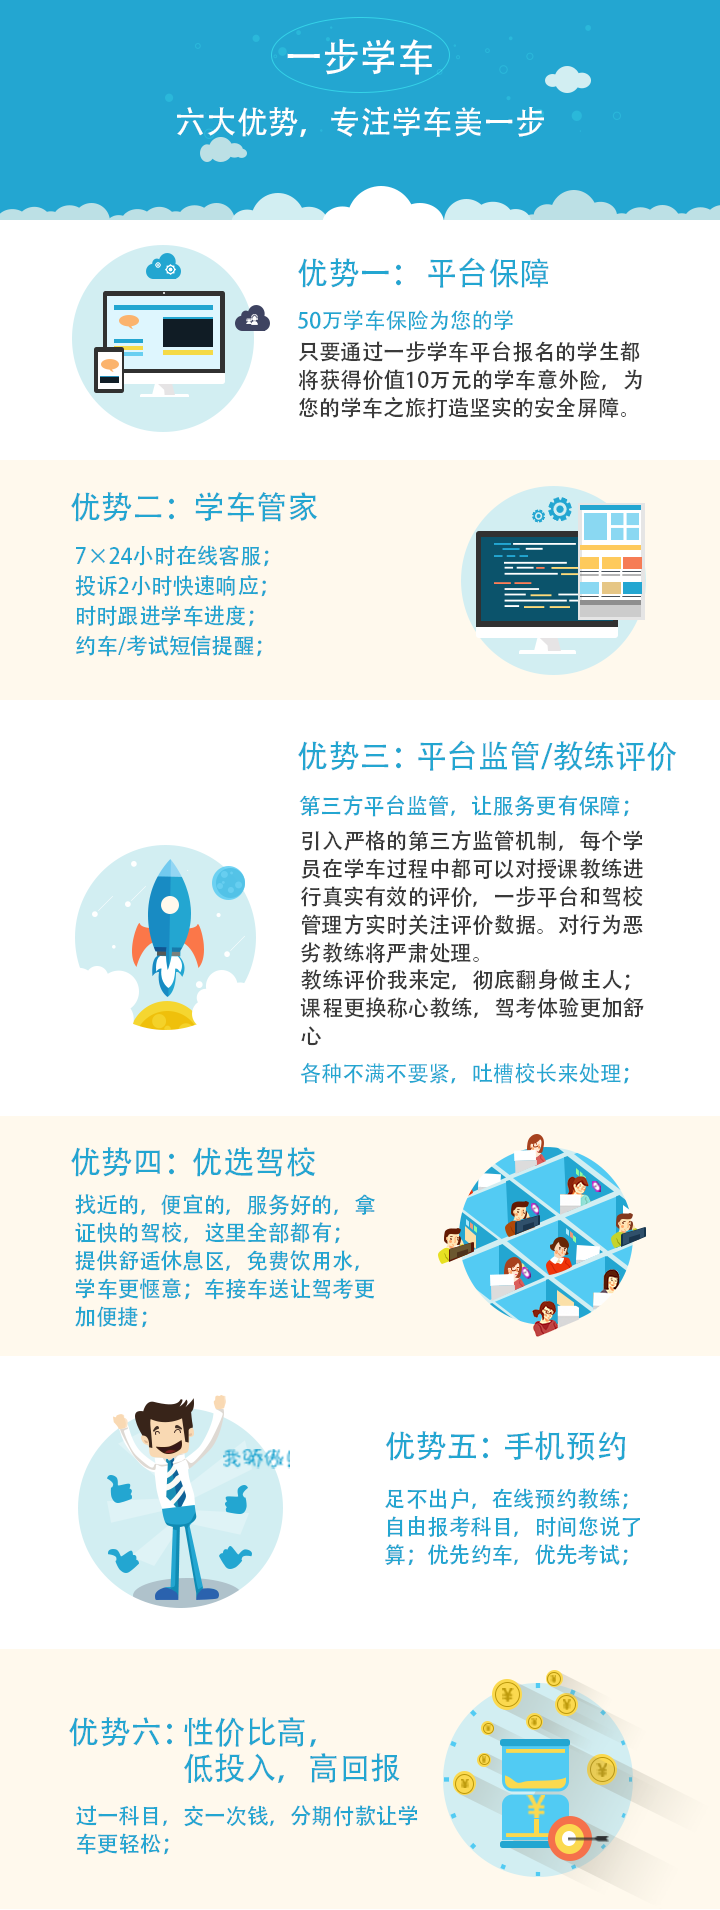 一步学车
六大优势，专注学车美一步
优势一： 平台保障
50万学车保险为您的学
只要通过一步学车平台报名的学生都
将获得价值10万元的学车意外险，为
您的学车之旅打造坚实的安全屏障。
优势二：学车管家
7×24小时在线客服；
投诉2小时快速响应；
时时跟进学车进度；
约车/考试短信提醒；
优势三：平台监管/教练评价
第三方平台监管，让服务更有保障；
引入严格的第三方监管机制，每个学
员在学车过程中都可以对授课教练进
行真实有效的评价，一步平台和驾校
管理方实时关注评价数据。对行为恶
劣教练将严肃处理。
教练评价我来定，彻底翻身做主人；
课程更换称心教练，驾考体验更加舒
心
各种不满不要紧，吐槽校长来处理；
优势四：优选驾校
找近的，便宜的，服务好的，拿
证快的驾校，这里全部都有；
提供舒适休息区，免费饮用水，
学车更惬意；车接车送让驾考更
加便捷；
我骄傲！
优势五：手机预约
足不出户，在线预约教练；
自由报考科目，时间您说了
算；优先约车，优先考试；
优势六：性价比高，
低投入，高回报
过一科目，交一次钱，分期付款让学
车更轻松；